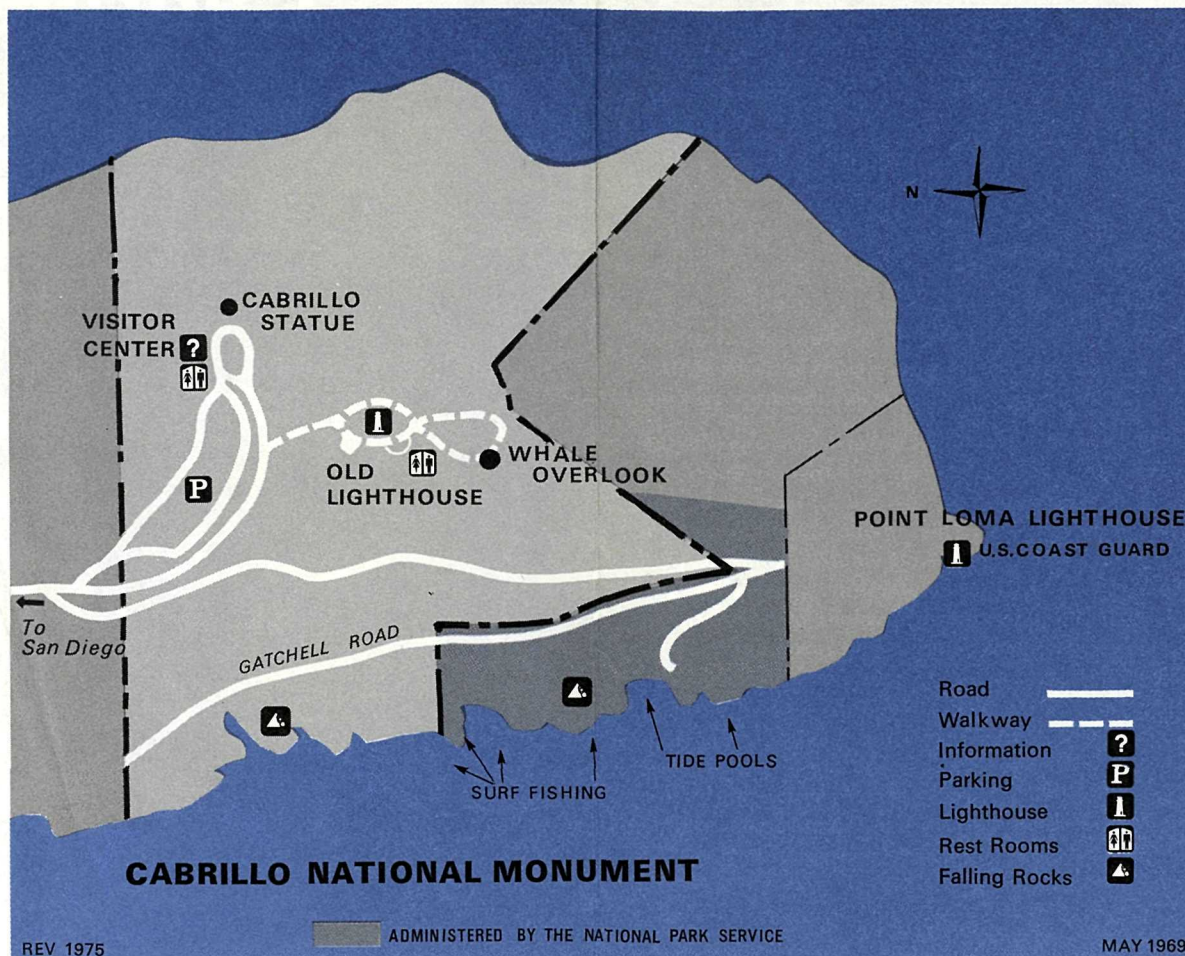 N
CABRILLO
STATUE
VISITOR
CENTER ?
P
OLD
LIGHTHOUSE
WHALE
OVERLOOK
POINT LOMA LIGHTHOUSE
U.S. COAST GUARD
To
San Diego
GATCHELL ROAD
TIDE POOLS
SURF FISHING
Road
Walkway
Information ?
Parking P
Lighthouse
Rest Rooms
Falling Rocks
CABRILLO NATIONAL MONUMENT
ADMINISTERED BY THE NATIONAL PARK SERVICE
REV 1975
MAY 1969